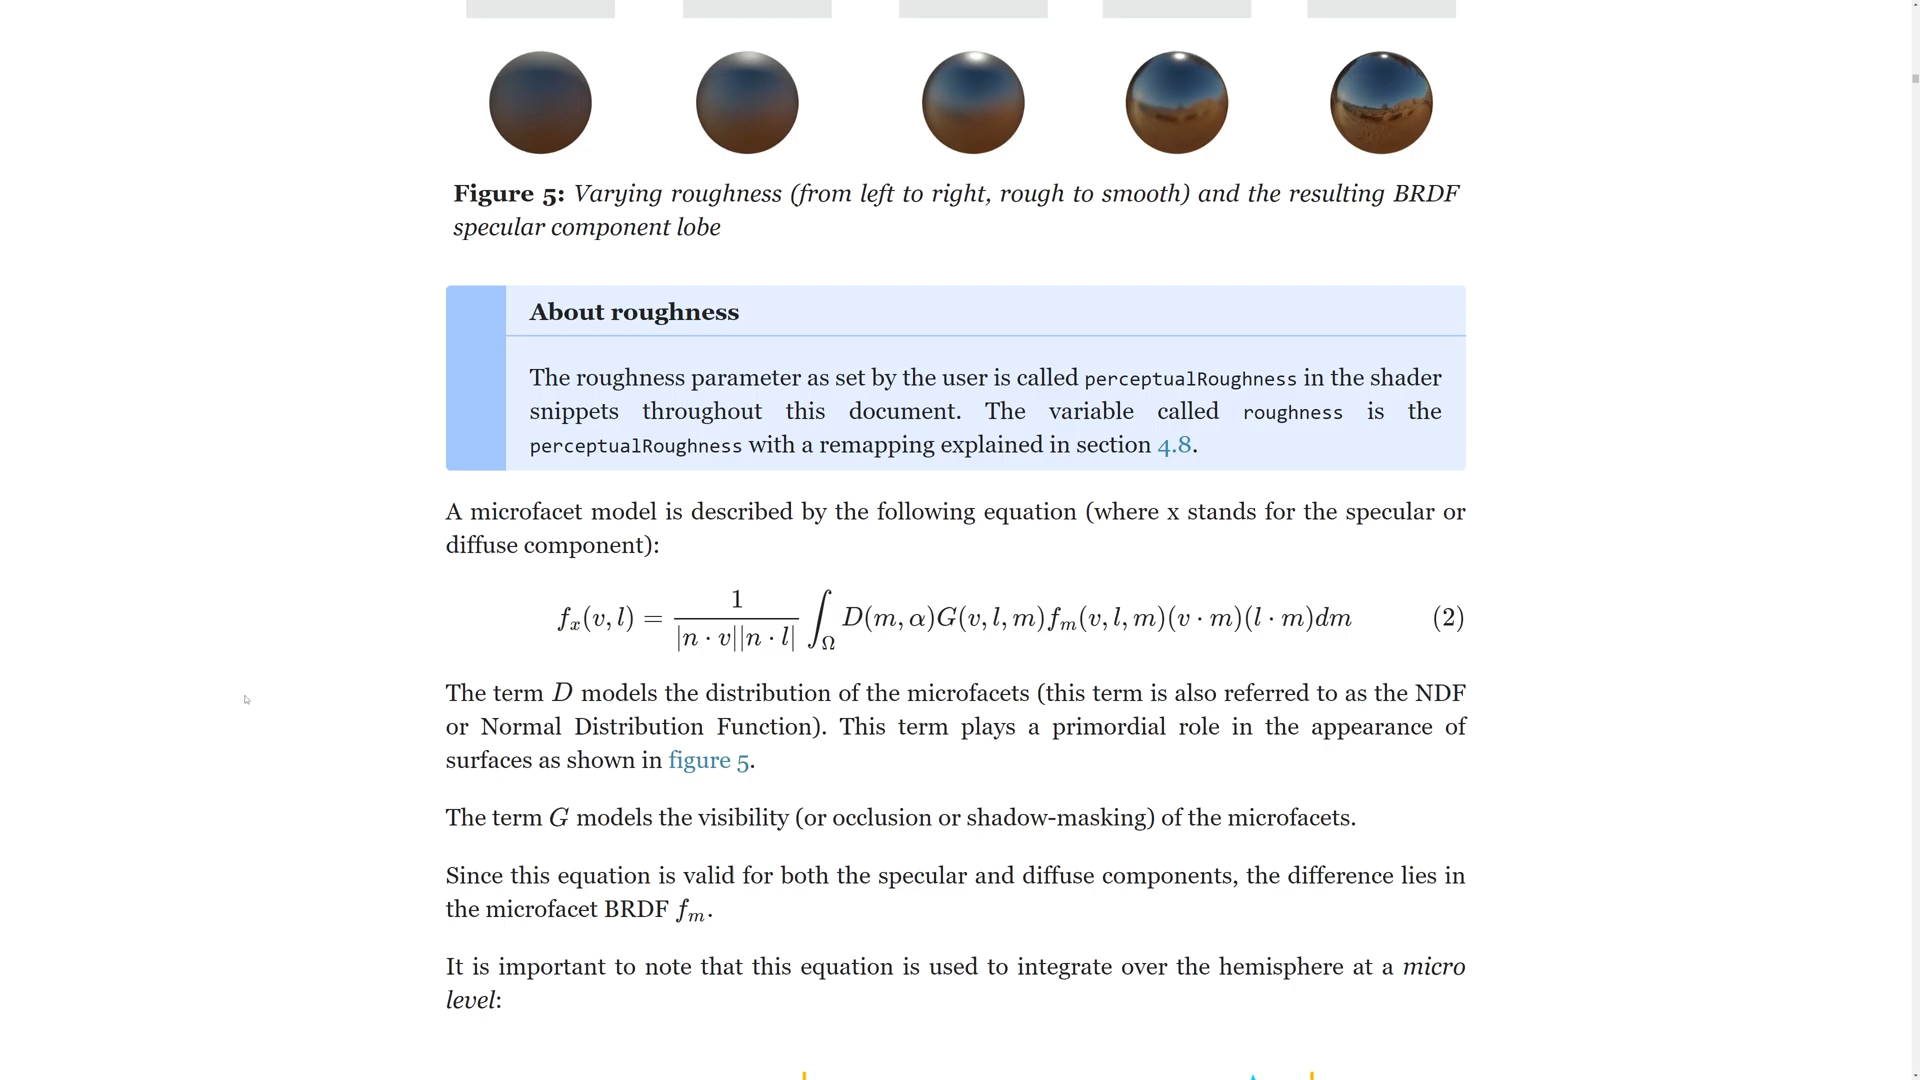 Figure 5: Varying roughness (from left to right, rough to smooth) and the resulting BRDF
specular component lobe
About roughness
The roughness parameter as set by the user is called perceptualRoughness in the shader
snippets throughout this document. The variable called roughness is the
perceptualRoughness with a remapping explained in section 4.8.
A microfacet model is described by the following equation (where x stands for the specular or
diffuse component):
fₓ(v, l) = 1 / (|n · v||n · l|) ∫_Ω D(m, α)G(v, l, m)fₘ(v, l, m)(v · m)(l · m)dm (2)
The term D models the distribution of the microfacets (this term is also referred to as the NDF
or Normal Distribution Function). This term plays a primordial role in the appearance of
surfaces as shown in figure 5.
The term G models the visibility (or occlusion or shadow-masking) of the microfacets.
Since this equation is valid for both the specular and diffuse components, the difference lies in
the microfacet BRDF fₘ.
It is important to note that this equation is used to integrate over the hemisphere at a micro
level: